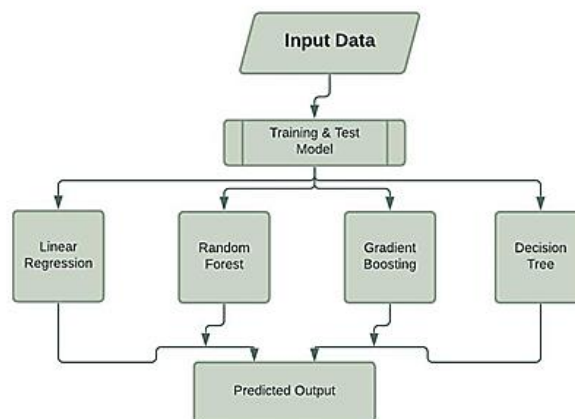 Input Data
Training & Test
Model
Linear
Regression
Random
Forest
Gradient
Boosting
Decision
Tree
Predicted Output